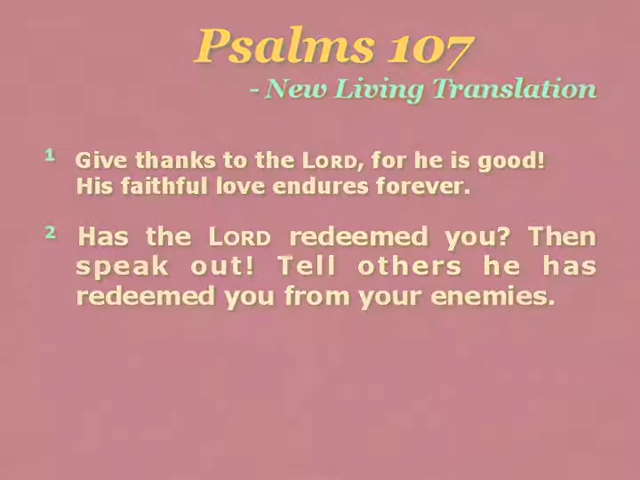 Psalms 107
- New Living Translation
1 Give thanks to the LORD, for he is good!
His faithful love endures forever.
2 Has the LORD redeemed you? Then
speak out! Tell others he has
redeemed you from your enemies.